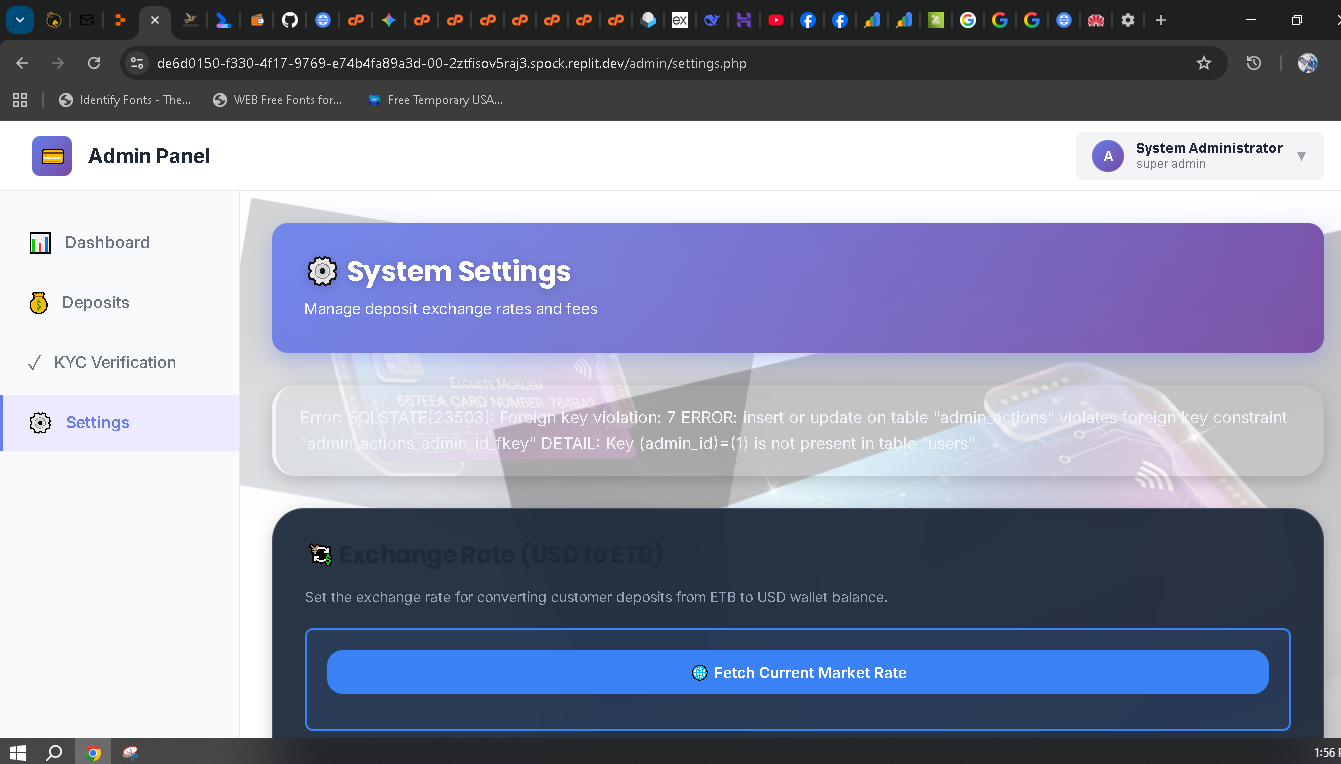 de6d0150-f330-4f17-9769-e74b4fa89a3d-00-2ztfisov5raj3.spock.replit.dev/admin/settings.php
Identify Fonts - The...
WEB Free Fonts for...
Free Temporary USA...
Admin Panel
A
System Administrator
super admin
Dashboard
Deposits
KYC Verification
Settings
System Settings
Manage deposit exchange rates and fees
Error: SQLSTATE[23503]: Foreign key violation: 7 ERROR: insert or update on table "admin_actions" violates foreign key constraint
"admin_actions_admin_id_fkey" DETAIL: Key (admin_id)=(1) is not present in table "users".
Exchange Rate (USD to ETB)
Set the exchange rate for converting customer deposits from ETB to USD wallet balance.
Fetch Current Market Rate
1:56